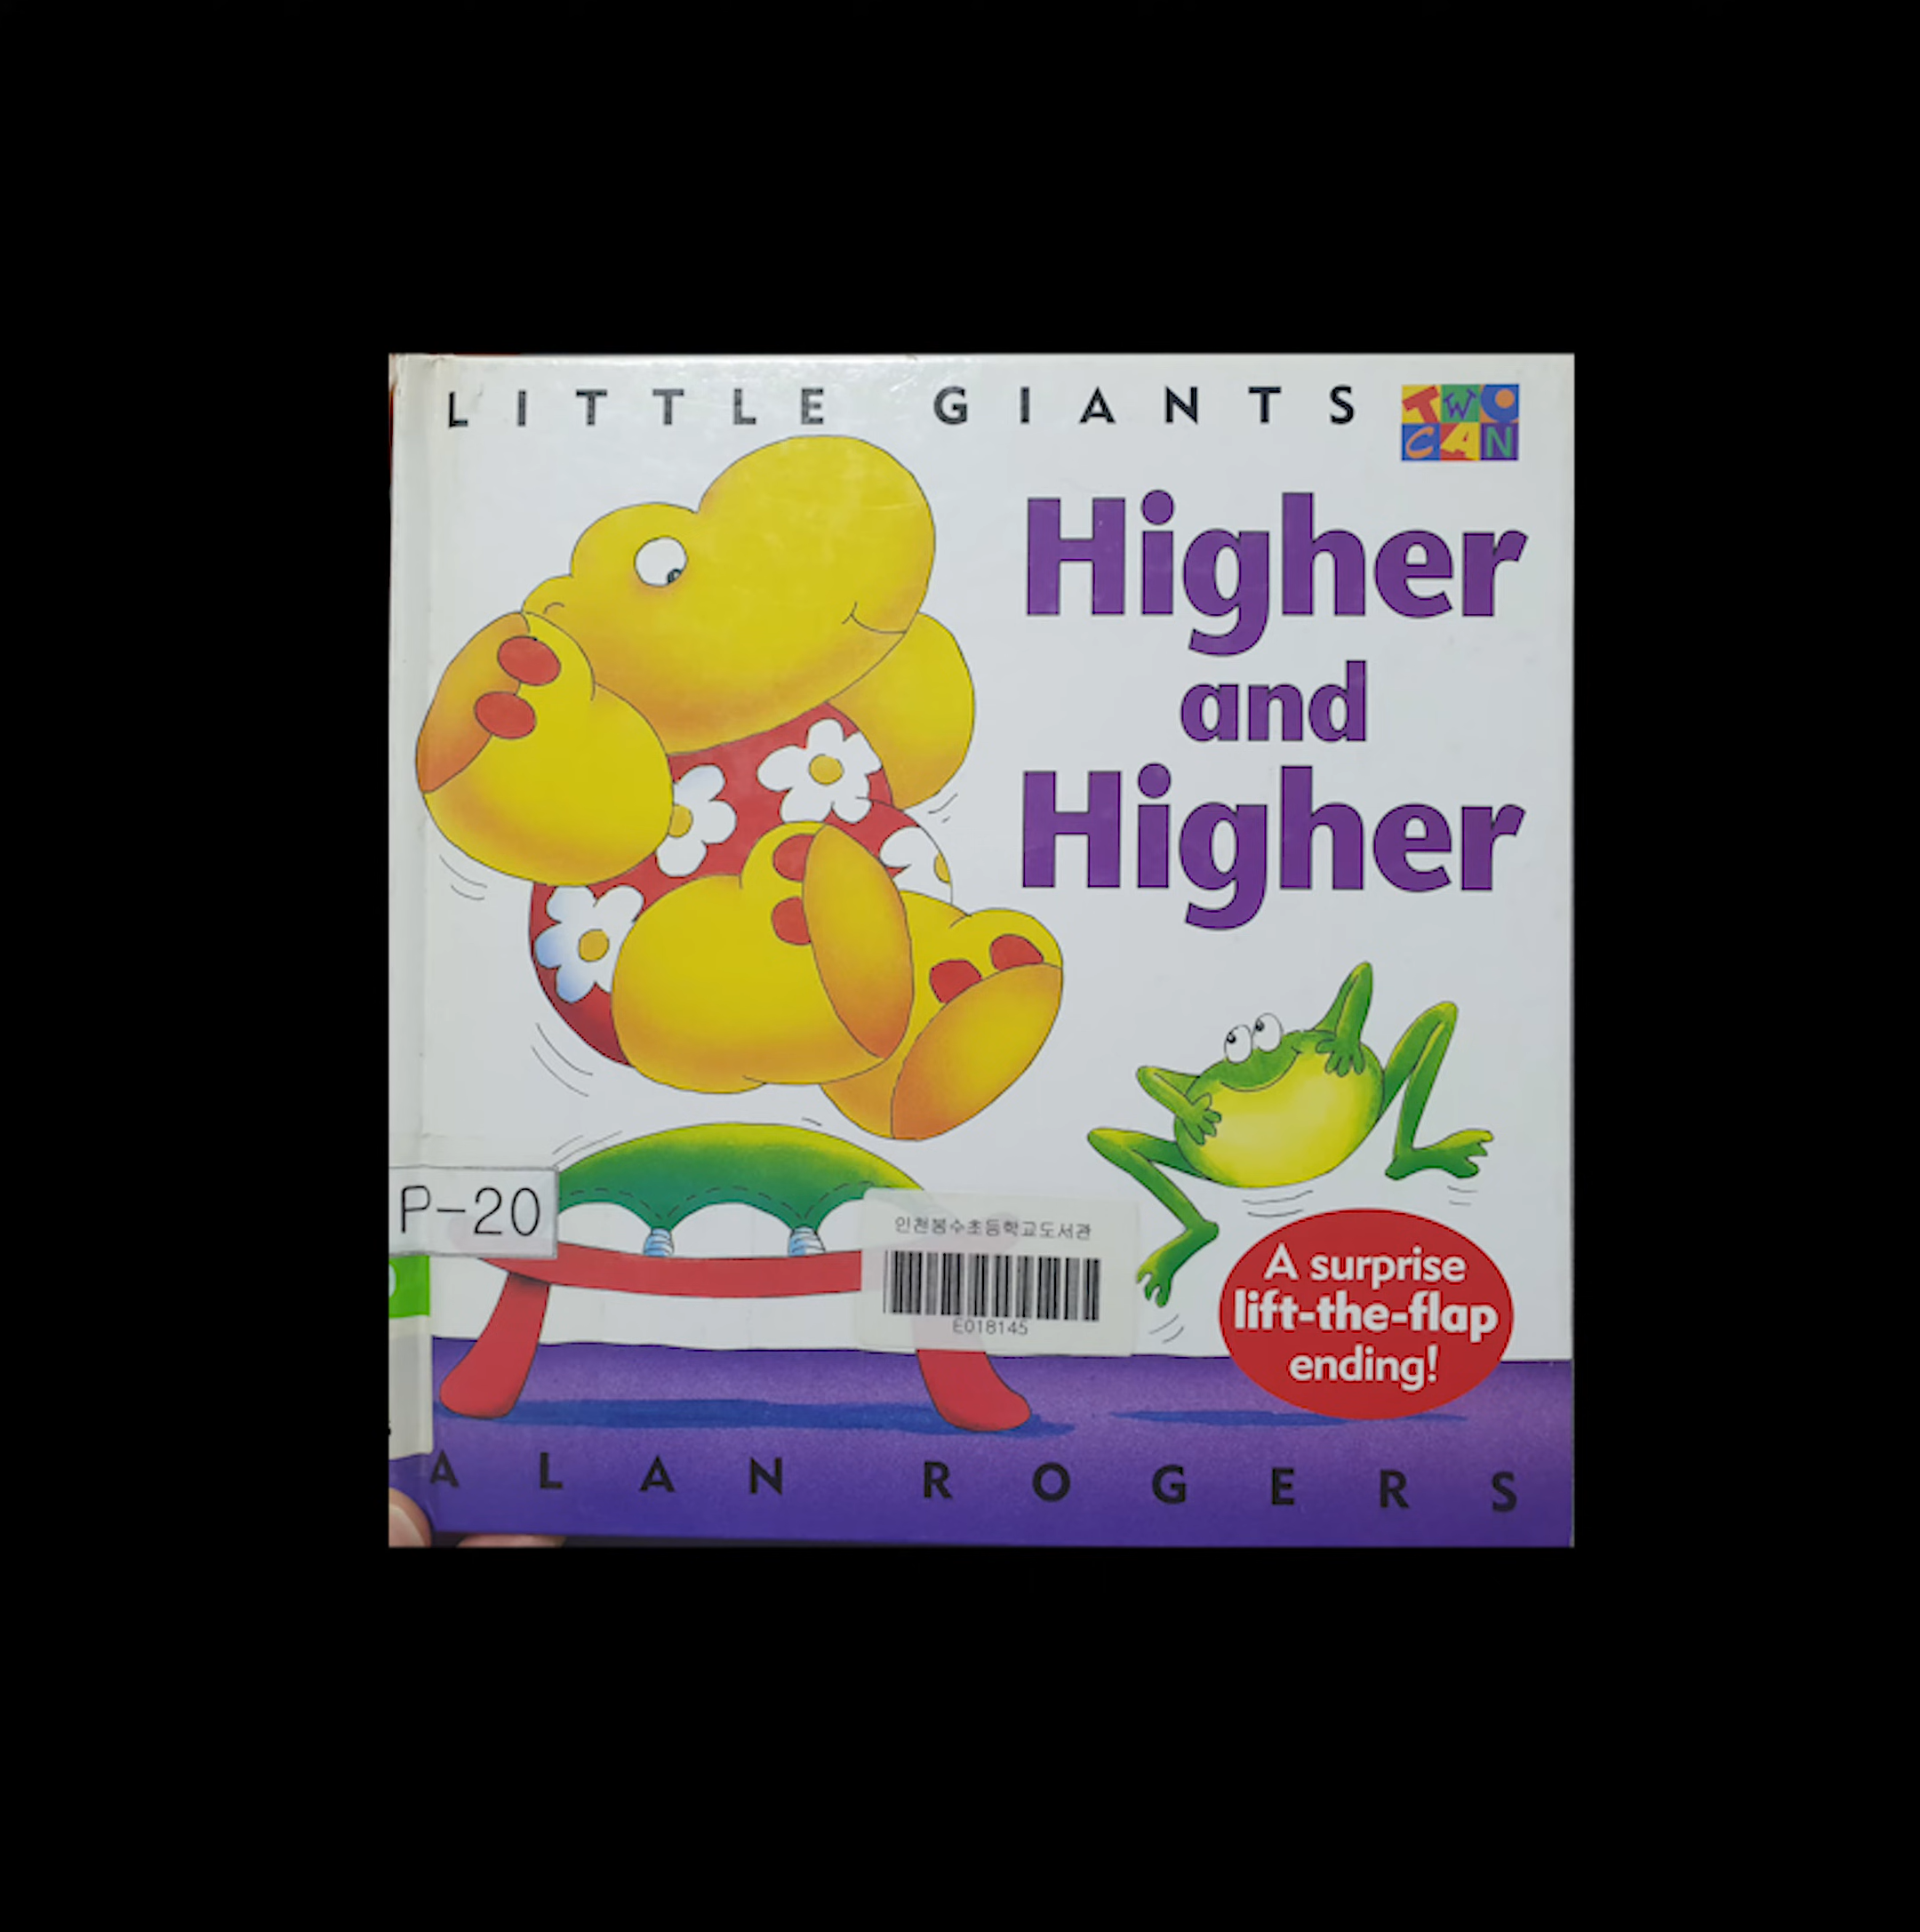 LITTLE GIANTS
TWO
CAN
Higher
and
Higher
P-20
인천봉수초등학교도서관
E018145
A surprise
lift-the-flap
ending!
ALAN ROGERS